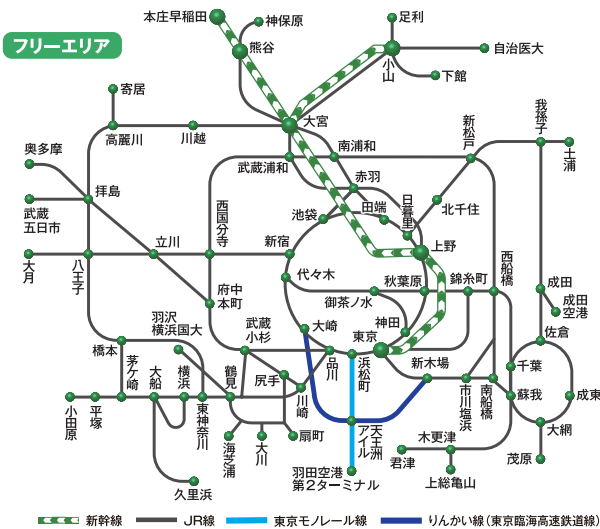 フリーエリア
本庄早稲田
神保原
熊谷
足利
小山
自治医大
下館
寄居
高麗川
川越
大宮
武蔵浦和
南浦和
新松戸
我孫子
土浦
奥多摩
拝島
武蔵
五日市
西国分寺
池袋
赤羽
田端
日暮里
北千住
大月
八王子
立川
新宿
上野
西船橋
代々木
秋葉原
錦糸町
府中
本町
御茶ノ水
神田
成田
成田
空港
佐倉
羽沢
横浜国大
武蔵
小杉
大崎
東京
橋本
茅ケ崎
大船
横浜
鶴見
尻手
品川
浜松町
新木場
千葉
小田原
平塚
東神奈川
川崎
市川塩浜
南船橋
蘇我
成東
海芝浦
大川
扇町
天王洲
アイル
木更津
君津
上総亀山
大網
茂原
久里浜
羽田空港
第2ターミナル
新幹線
JR線
東京モノレール線
りんかい線(東京臨海高速鉄道線)